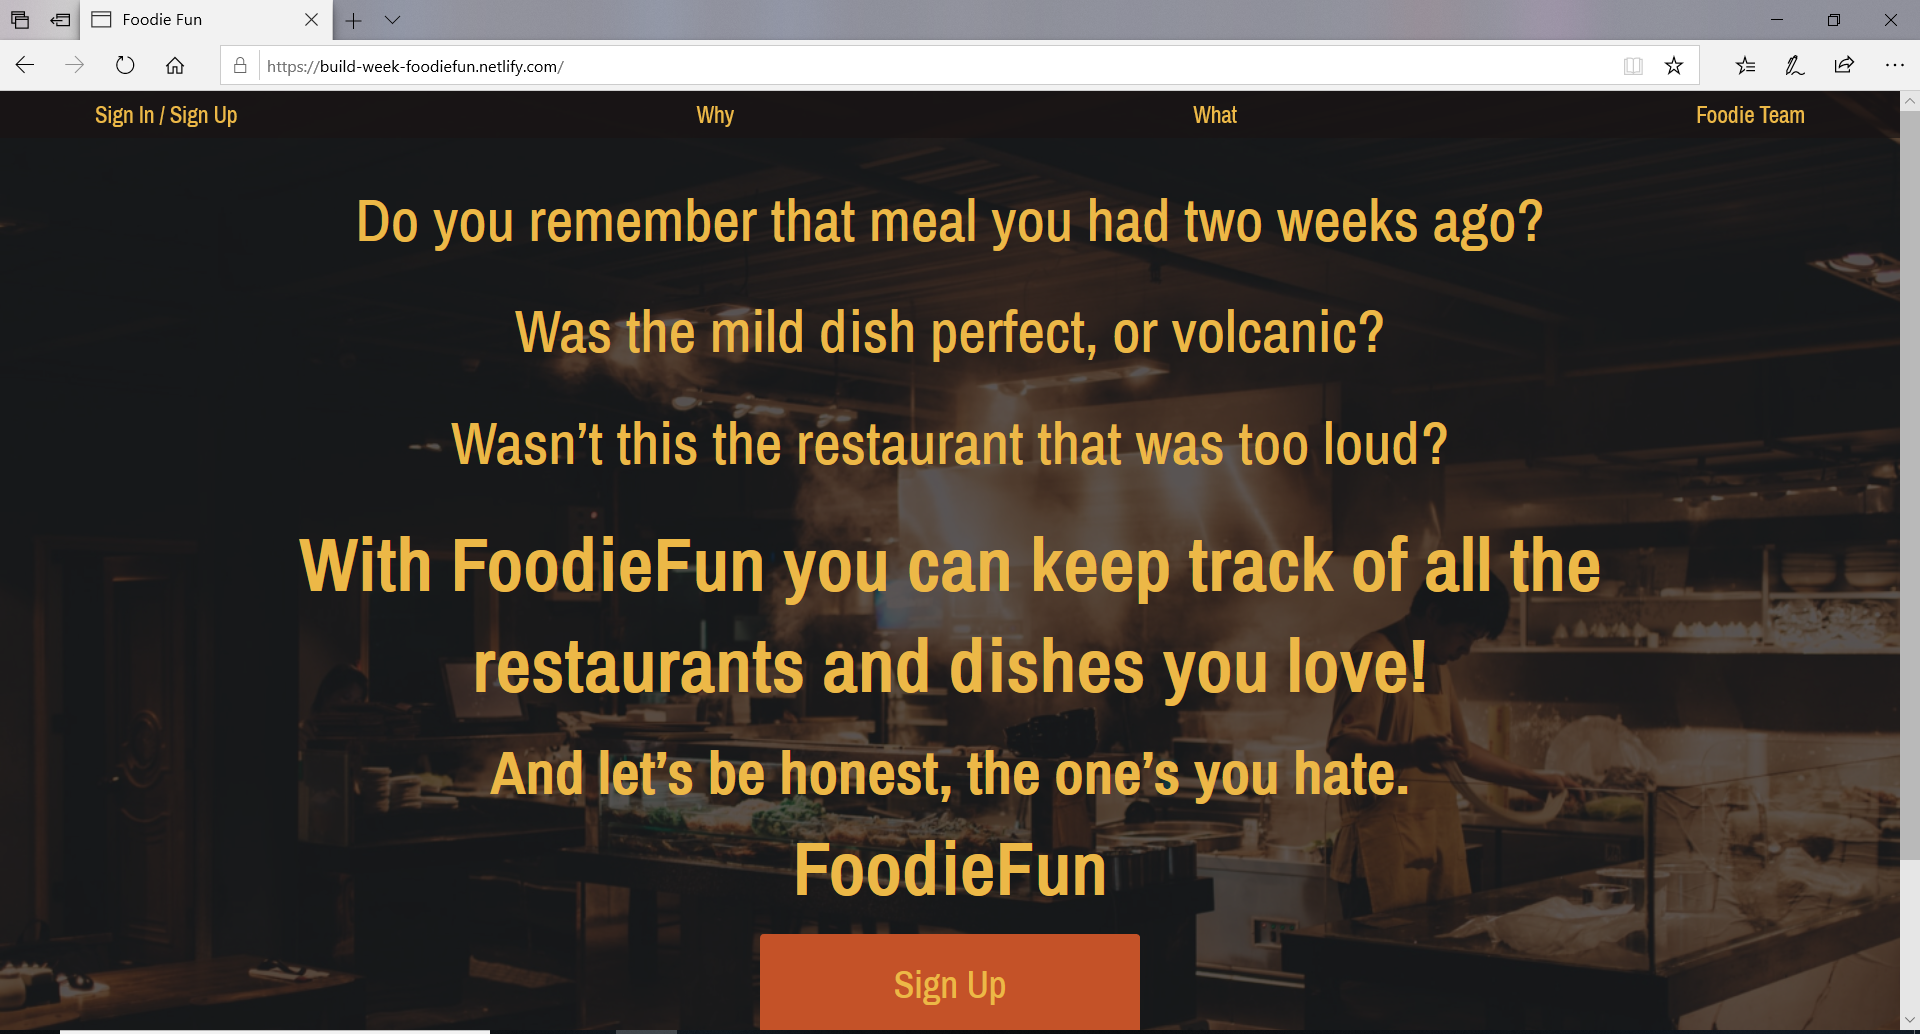 Foodie Fun
https://build-week-foodiefun.netlify.com/
Sign In / Sign Up
Why
What
Foodie Team
Do you remember that meal you had two weeks ago?
Was the mild dish perfect, or volcanic?
Wasn’t this the restaurant that was too loud?
With FoodieFun you can keep track of all the
restaurants and dishes you love!
And let’s be honest, the one’s you hate.
FoodieFun
Sign Up